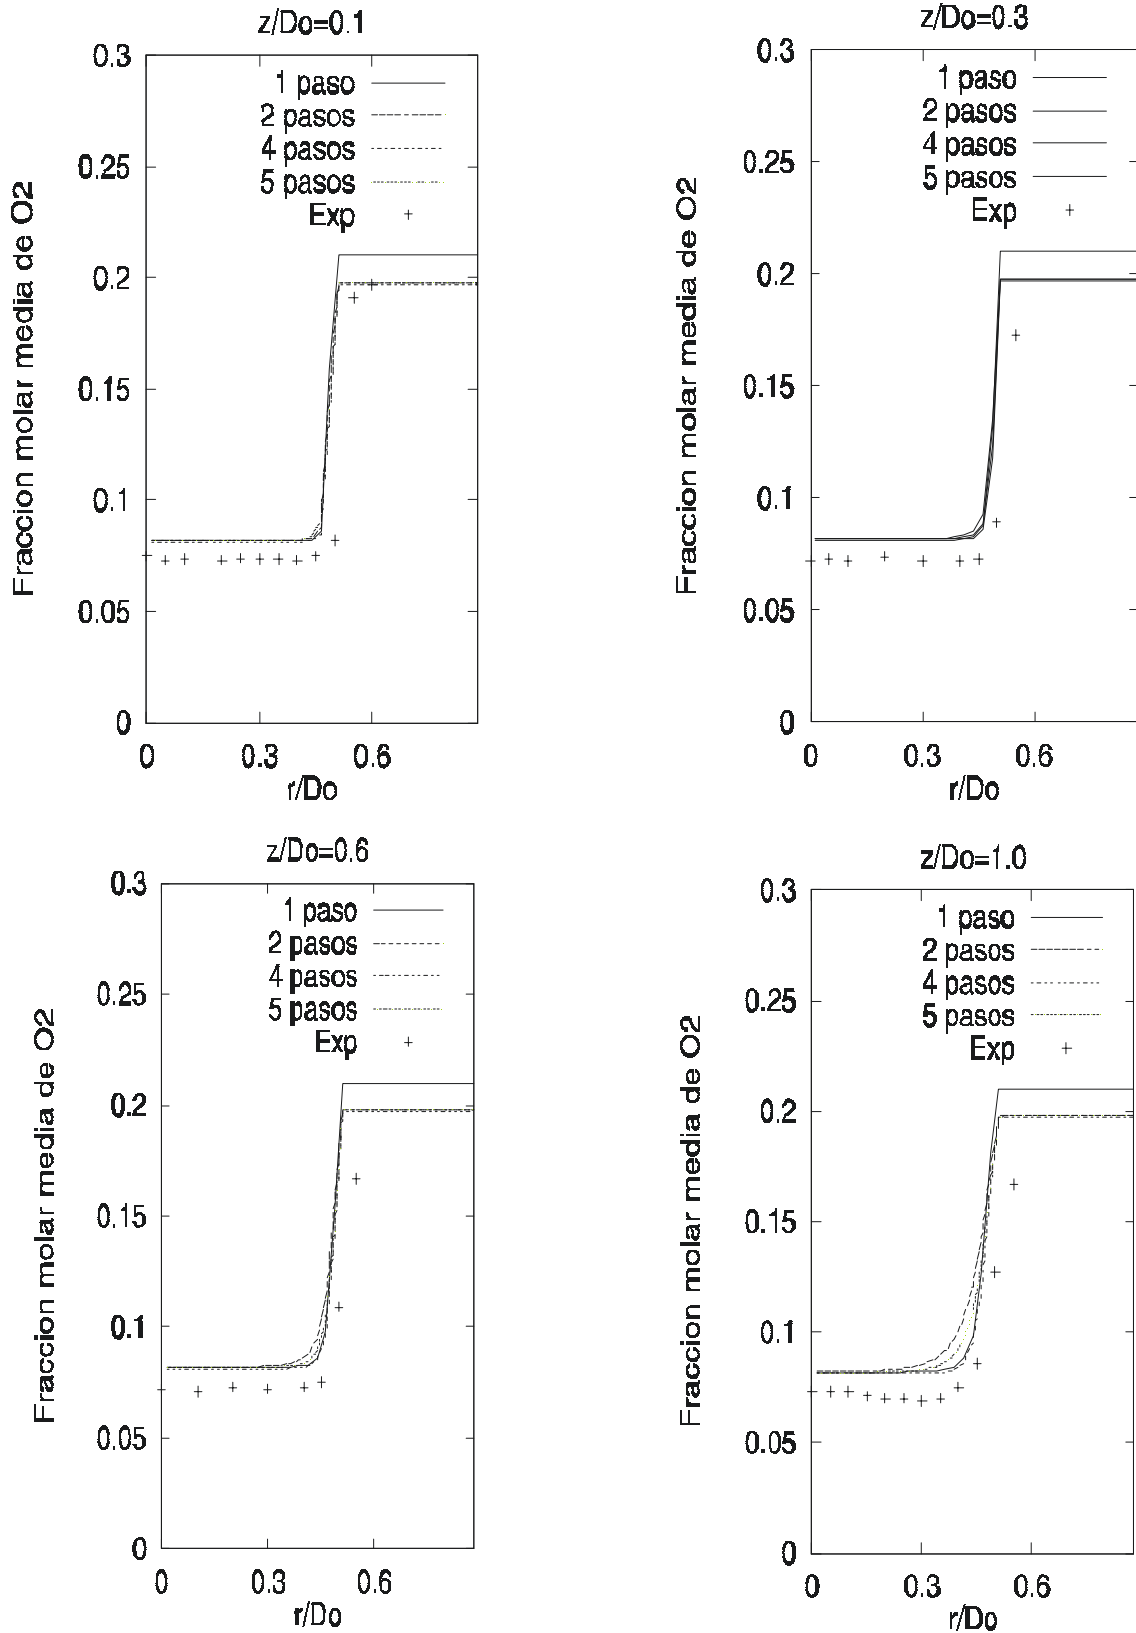 z/Do=0.1
0.3
0.25
0.2
0.15
0.1
0.05
0
1 paso
2 pasos
4 pasos
5 pasos
Exp
Fraccion molar media de O2
0 0.3 0.6
r/Do
z/Do=0.3
0.3
0.25
0.2
0.15
0.1
0.05
0
1 paso
2 pasos
4 pasos
5 pasos
Exp
Fraccion molar media de O2
0 0.3 0.6
r/Do
z/Do=0.6
0.3
0.25
0.2
0.15
0.1
0.05
0
1 paso
2 pasos
4 pasos
5 pasos
Exp
Fraccion molar media de O2
0 0.3 0.6
r/Do
z/Do=1.0
0.3
0.25
0.2
0.15
0.1
0.05
0
1 paso
2 pasos
4 pasos
5 pasos
Exp
Fraccion molar media de O2
0 0.3 0.6
r/Do